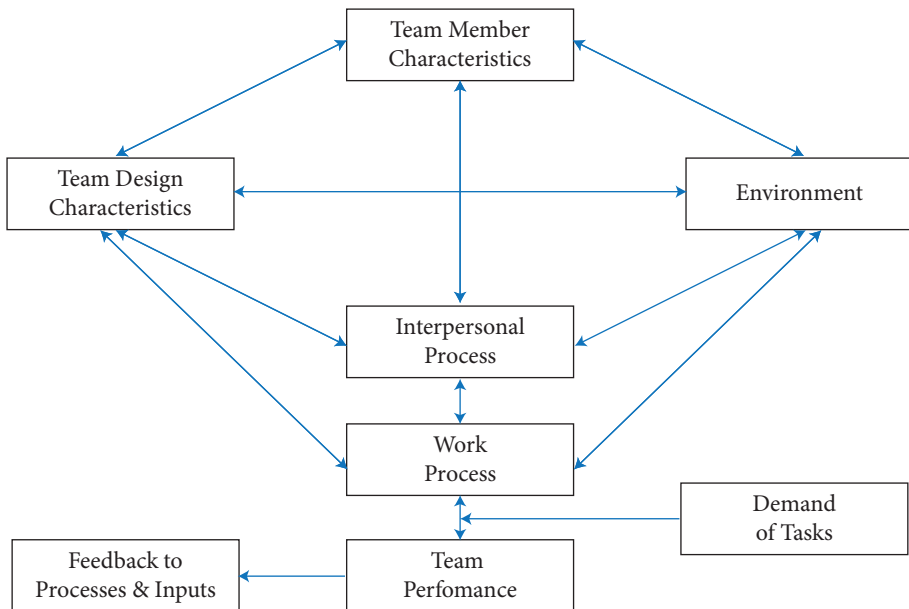 Team Member
Characteristics
Team Design
Characteristics
Environment
Interpersonal
Process
Work
Process
Demand
of Tasks
Feedback to
Processes & Inputs
Team
Perfomance